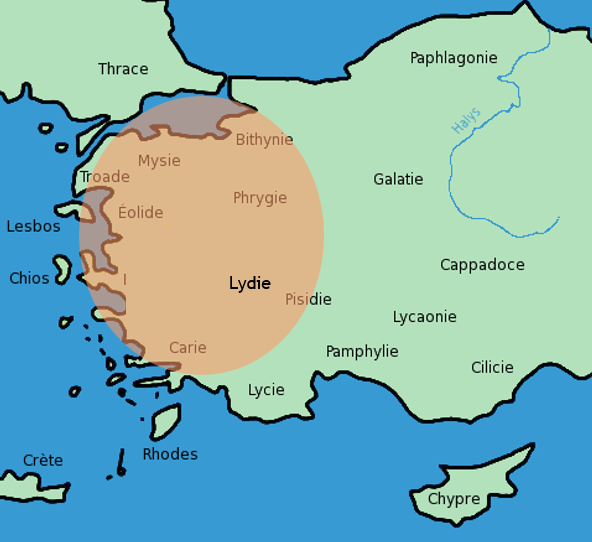 Paphlagonie
Thrace
Halys
Bithynie
Mysie
Troade
Galatie
Phrygie
Éolide
Lesbos
Cappadoce
Chios
I
Lydie
Pisidie
Lycaonie
Carie
Pamphylie
Cilicie
Lycie
Rhodes
Crète
Chypre